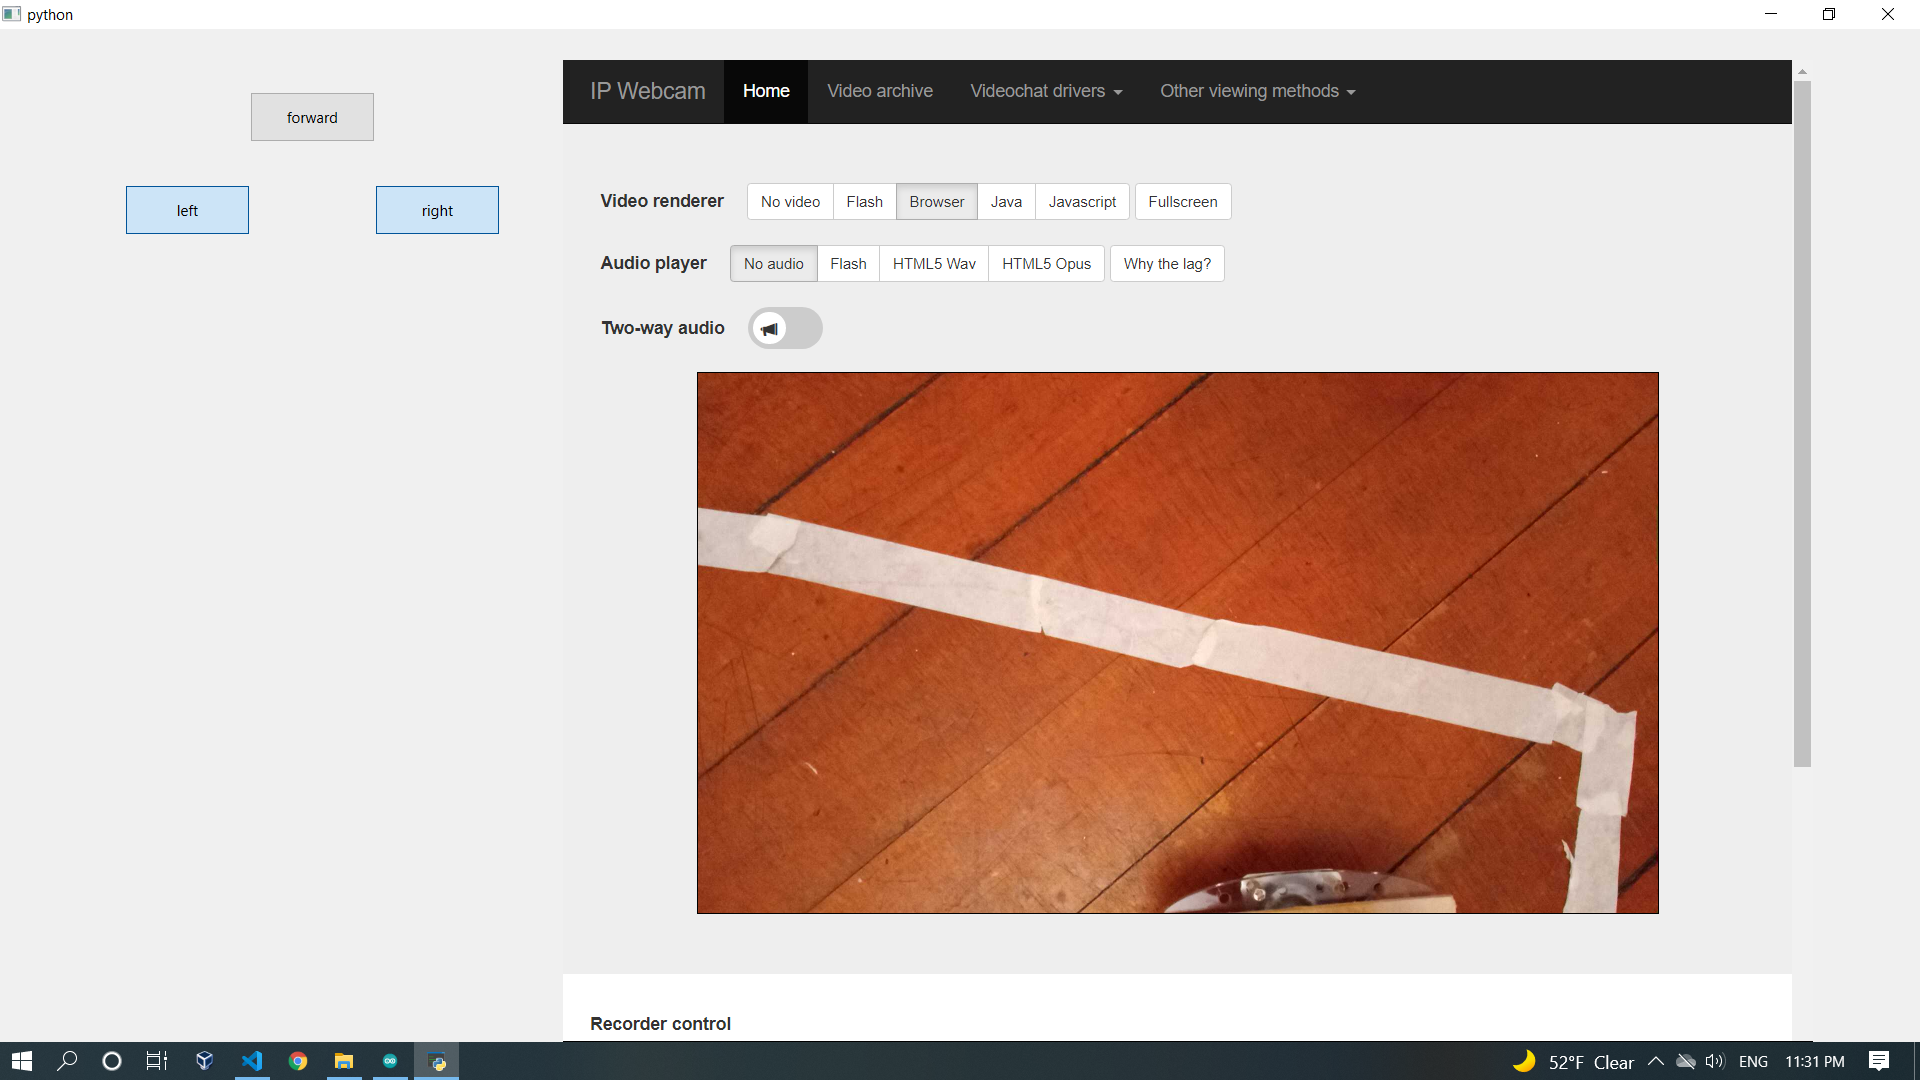 python
forward
left
right
IP Webcam Home Video archive Videochat drivers Other viewing methods
Video renderer No video Flash Browser Java Javascript Fullscreen
Audio player No audio Flash HTML5 Wav HTML5 Opus Why the lag?
Two-way audio
Recorder control
52°F Clear ENG 11:31 PM